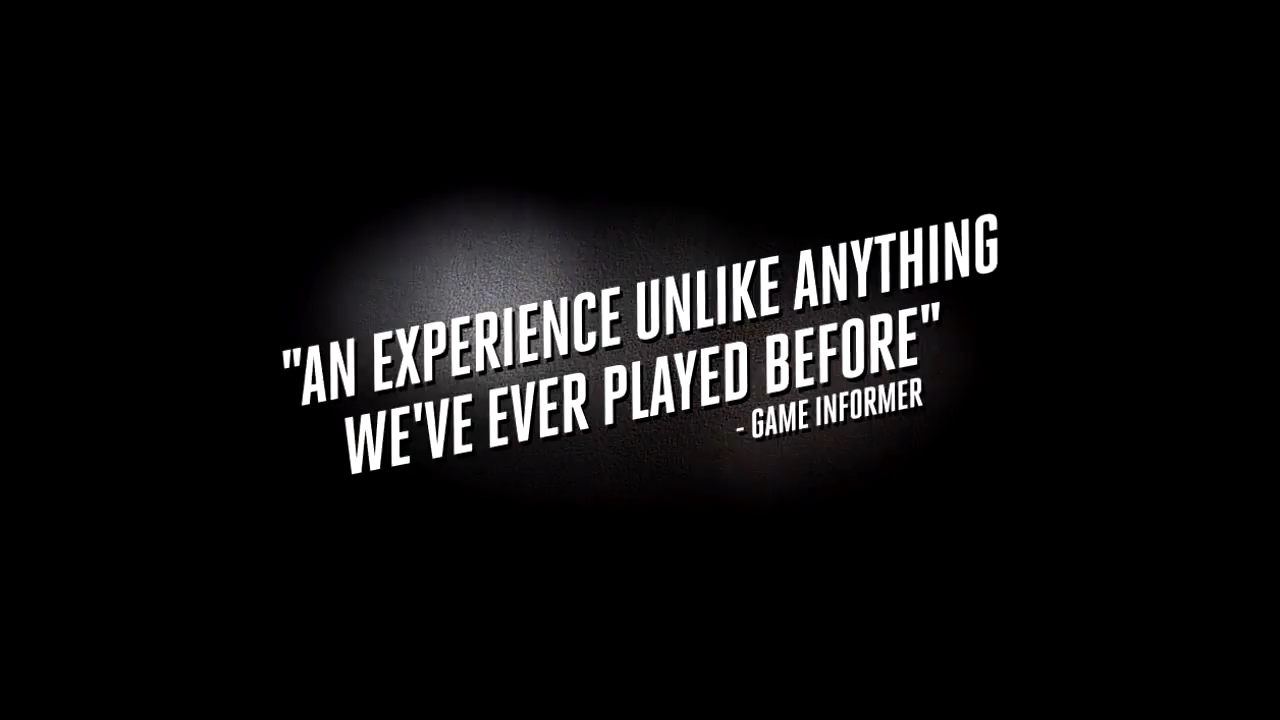 "AN EXPERIENCE UNLIKE ANYTHING
WE'VE EVER PLAYED BEFORE"
- GAME INFORMER